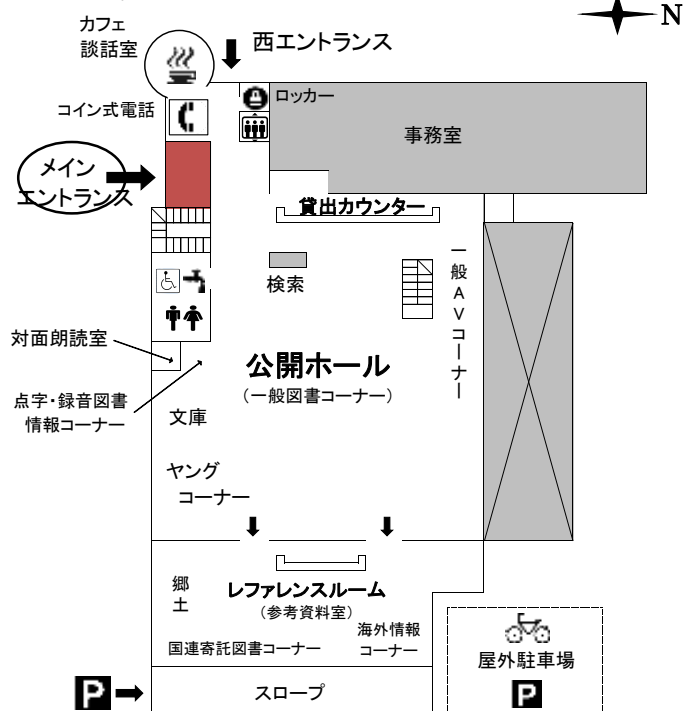 カフェ
談話室
西エントランス
N
コイン式電話
ロッカー
事務室
メイン
エントランス
貸出カウンター
検索
一般AVコーナー
対面朗読室
公開ホール
（一般図書コーナー）
点字・録音図書
情報コーナー
文庫
ヤング
コーナー
郷土
レファレンスルーム
（参考資料室）
国連寄託図書コーナー
海外情報
コーナー
屋外駐車場
P
スロープ
P